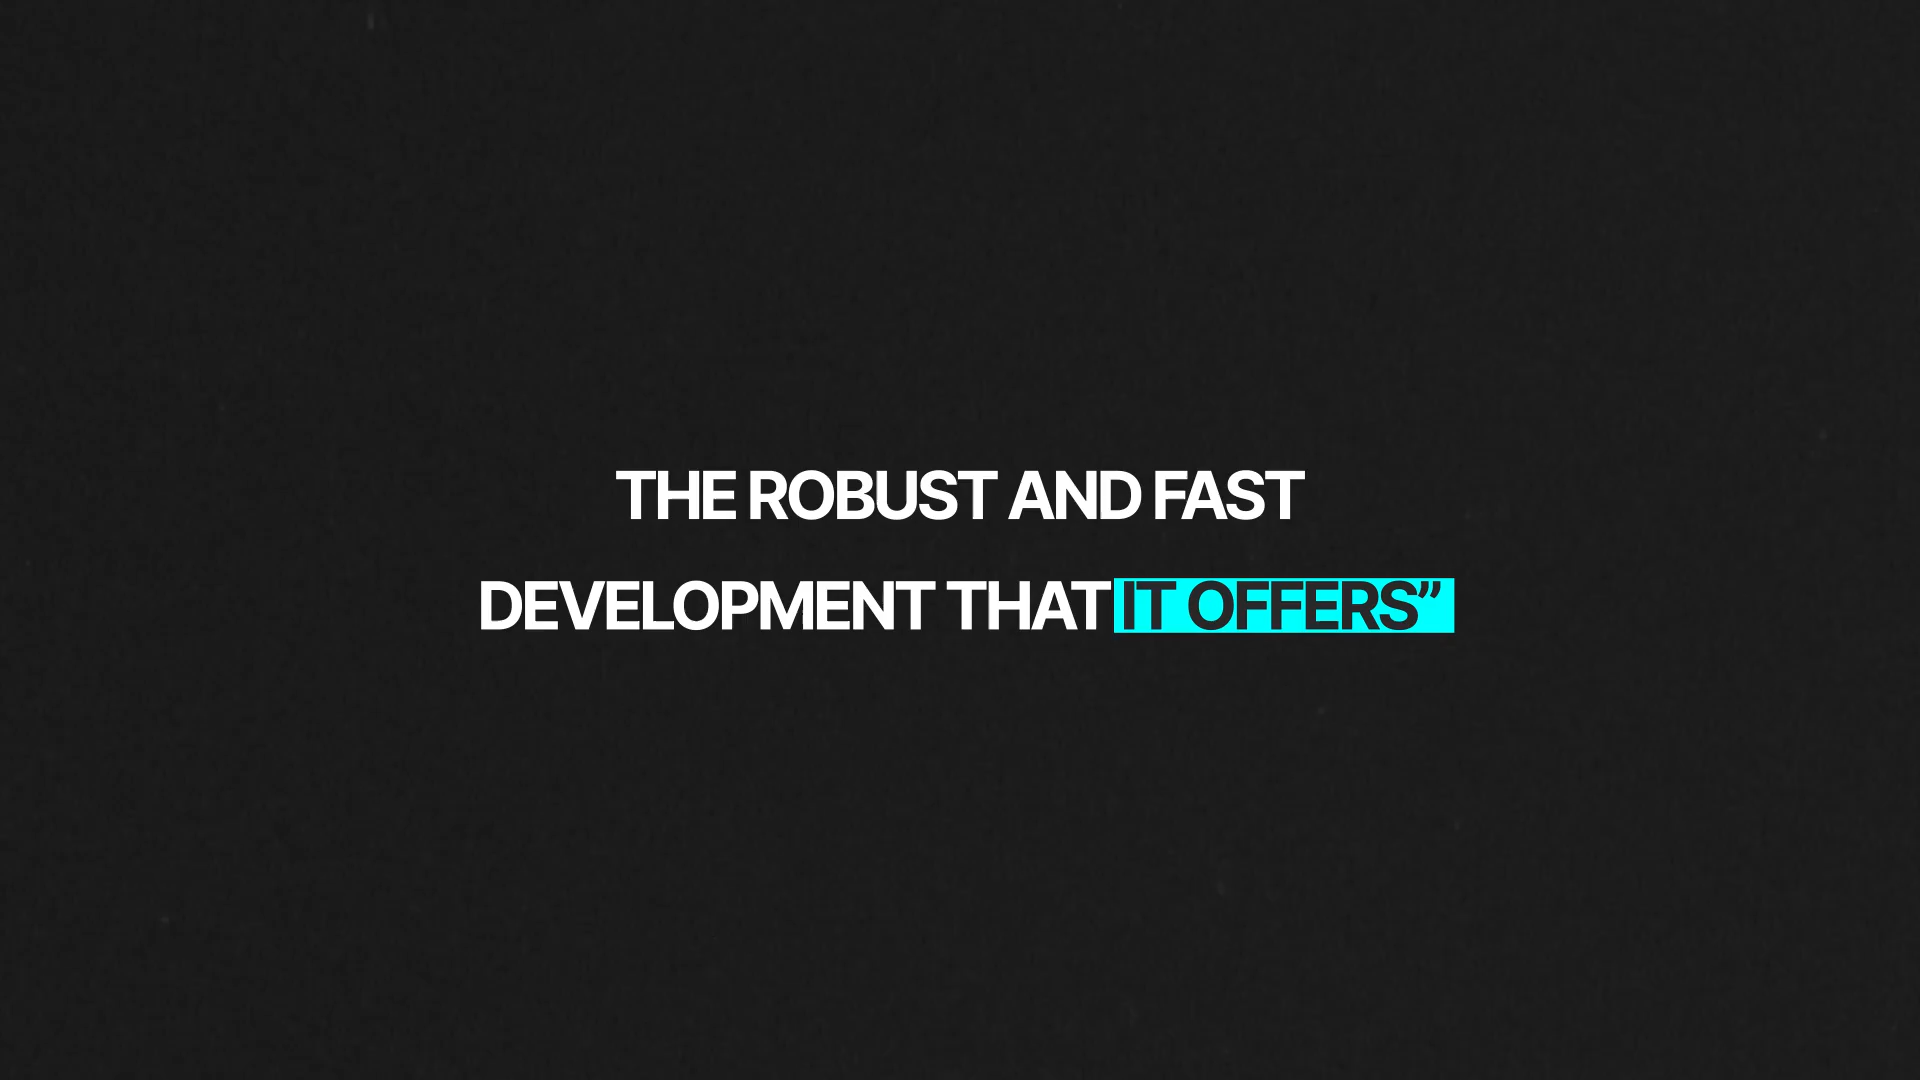 THE ROBUST AND FAST
DEVELOPMENT THAT IT OFFERS”